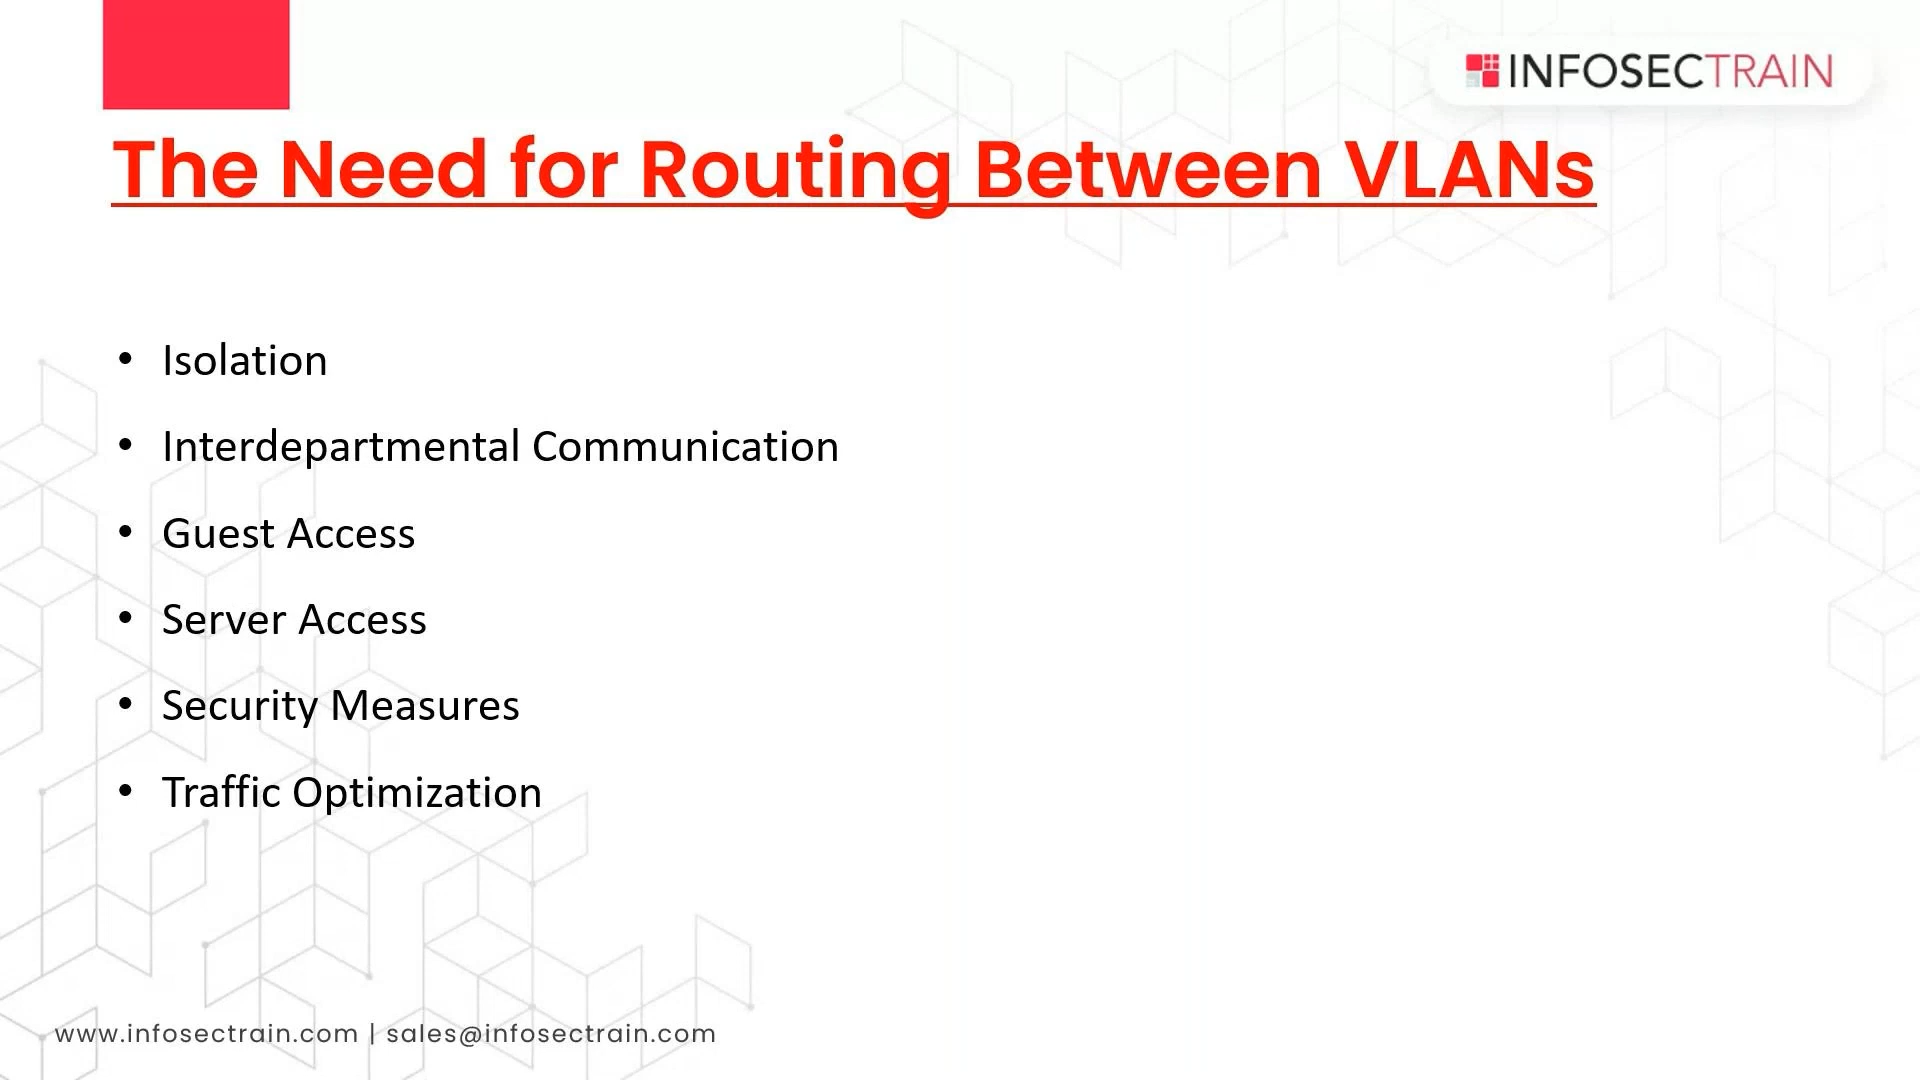 INFOSECTRAIN
The Need for Routing Between VLANs
• Isolation
• Interdepartmental Communication
• Guest Access
• Server Access
• Security Measures
• Traffic Optimization
www.infosectrain.com | sales@infosectrain.com